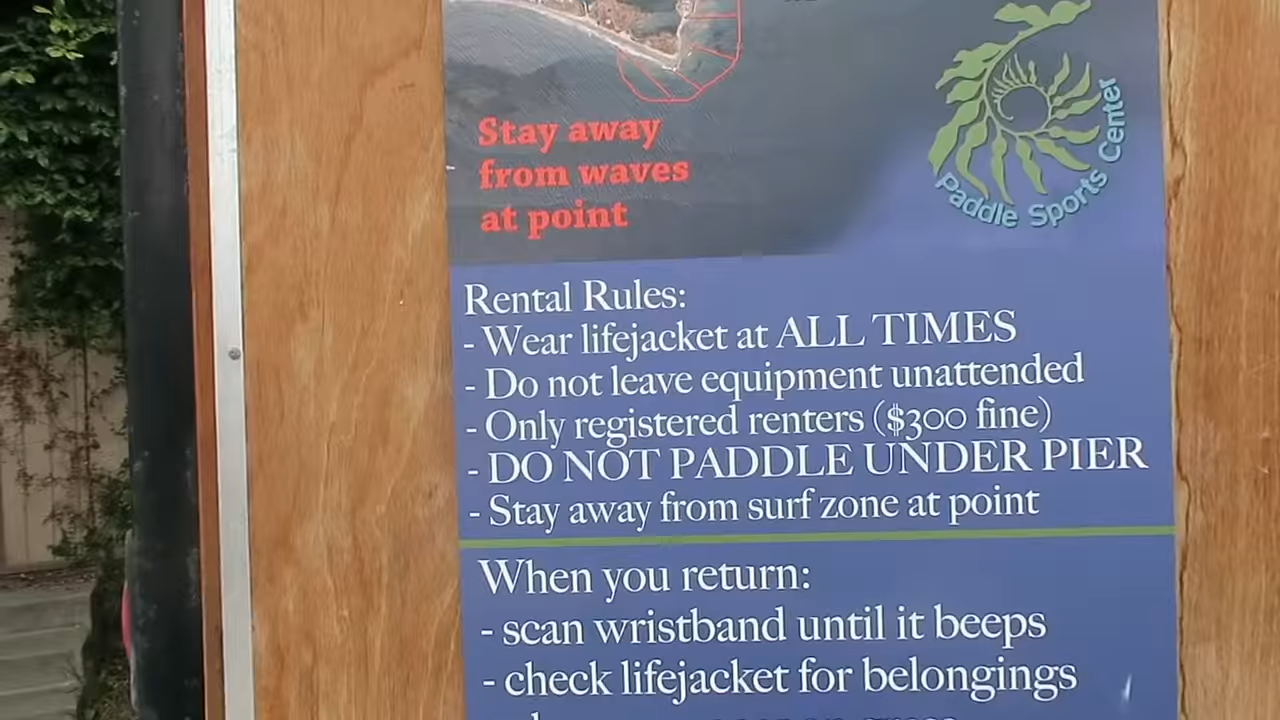 Stay away
from waves
at point
Paddle Sports Center
Rental Rules:
- Wear lifejacket at ALL TIMES
- Do not leave equipment unattended
- Only registered renters ($300 fine)
- DO NOT PADDLE UNDER PIER
- Stay away from surf zone at point
When you return:
- scan wristband until it beeps
- check lifejacket for belongings